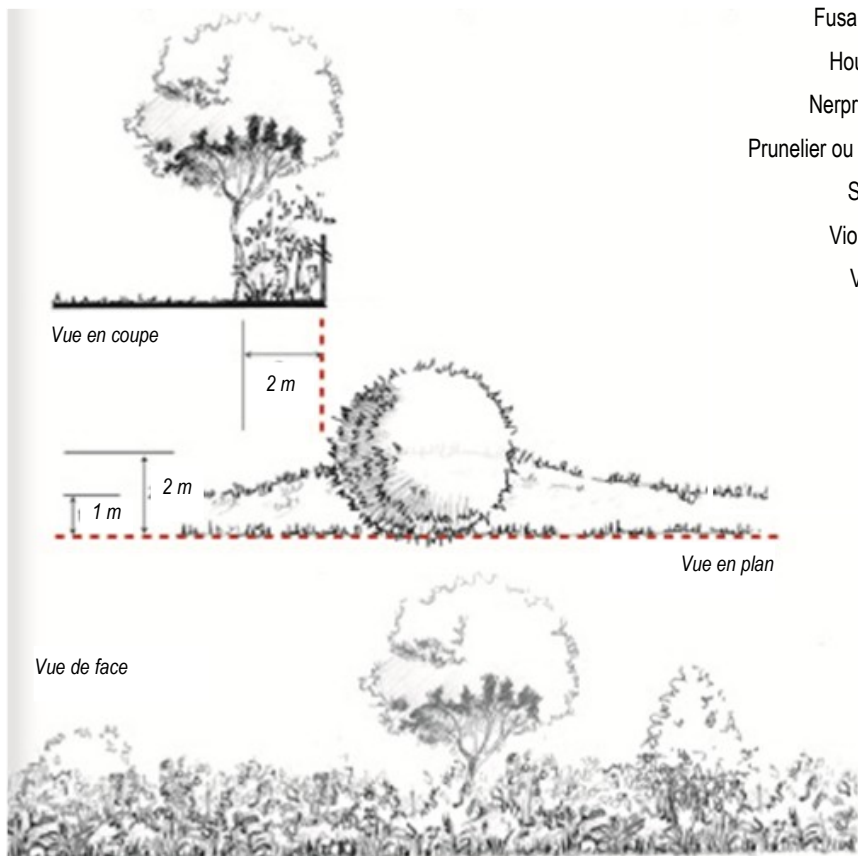 Fusa
Hou
Nerpr
Prunelier ou
S
Vio
V
Vue en coupe
2 m
2 m
1 m
Vue en plan
Vue de face